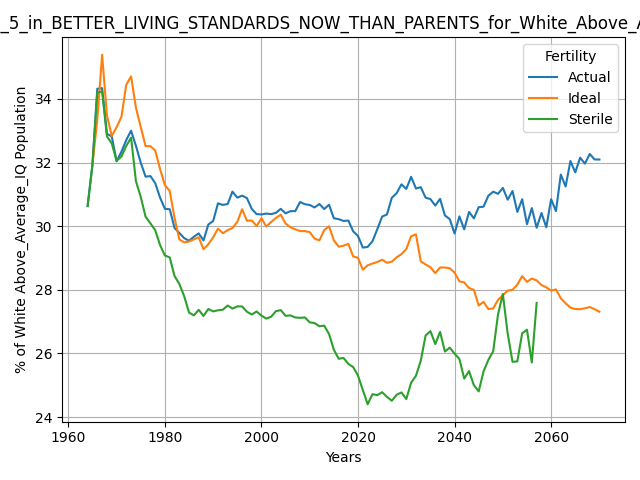 _5_in_BETTER_LIVING_STANDARDS_NOW_THAN_PARENTS_for_White_Above_A
Fertility
Actual
Ideal
Sterile
% of White Above_Average_IQ Population
34
32
30
28
26
24
1960
1980
2000
2020
2040
2060
Years